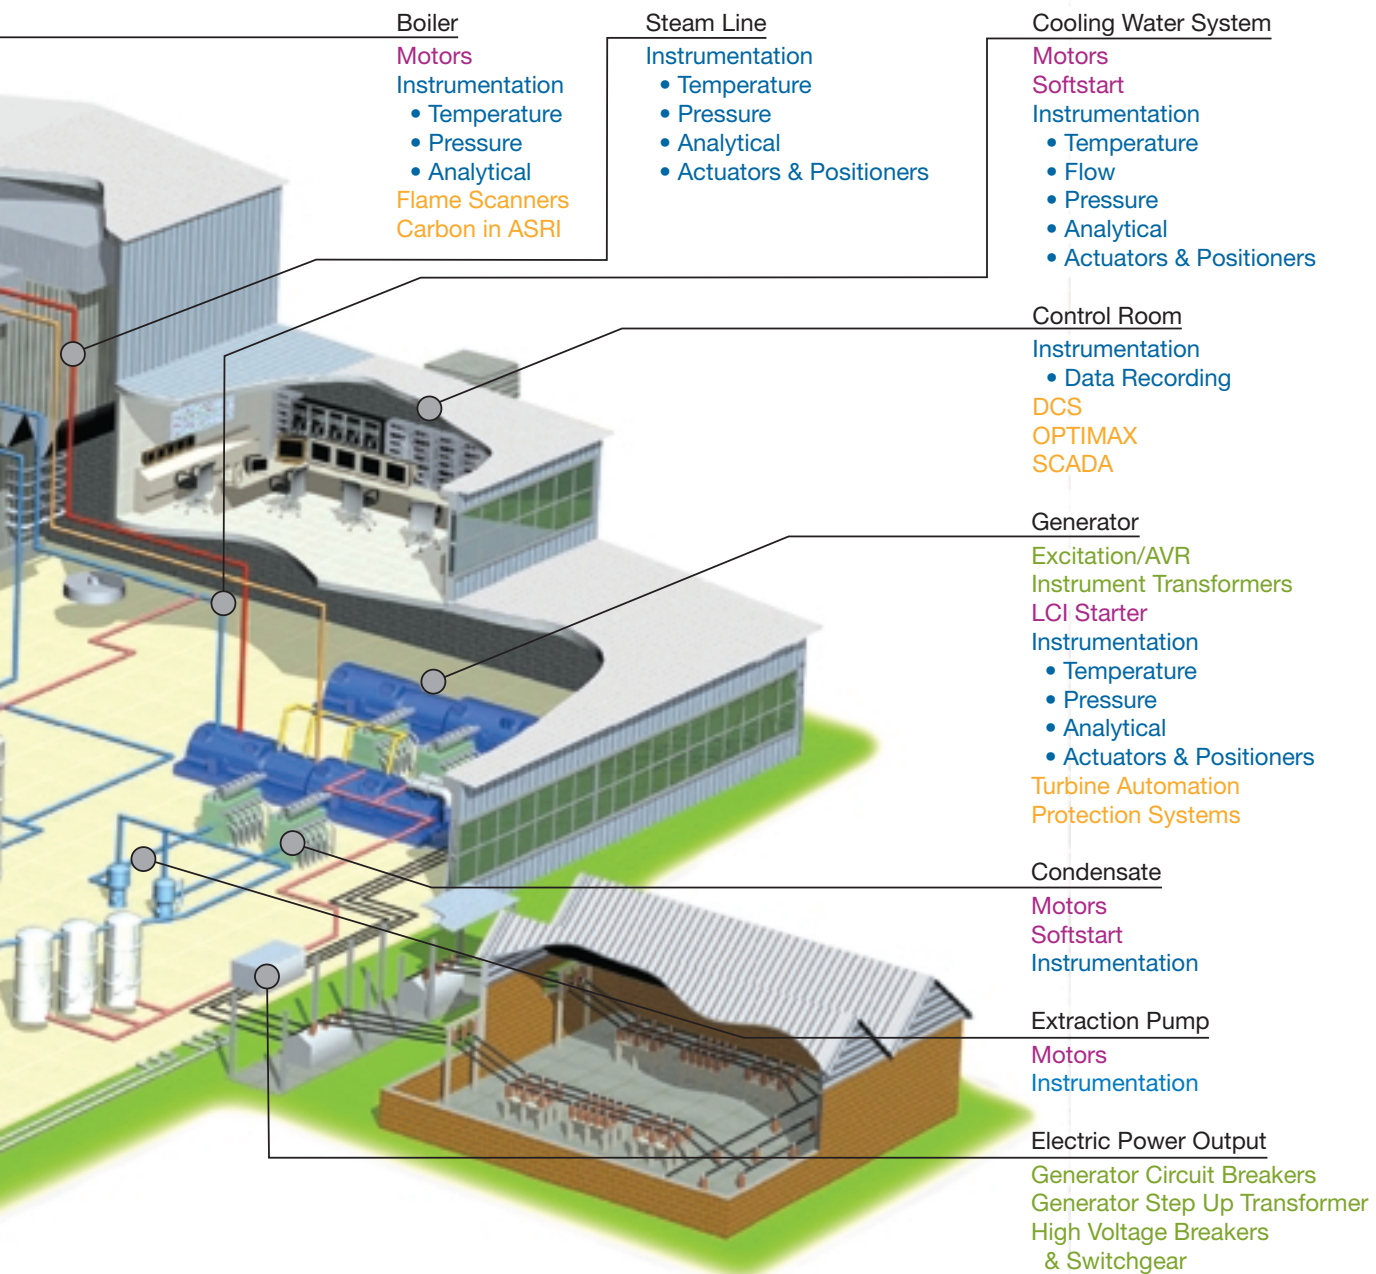 Boiler
Motors
Instrumentation
• Temperature
• Pressure
• Analytical
Flame Scanners
Carbon in ASRI
Steam Line
Instrumentation
• Temperature
• Pressure
• Analytical
• Actuators & Positioners
Cooling Water System
Motors
Softstart
Instrumentation
• Temperature
• Flow
• Pressure
• Analytical
• Actuators & Positioners
Control Room
Instrumentation
• Data Recording
DCS
OPTIMAX
SCADA
Generator
Excitation/AVR
Instrument Transformers
LCI Starter
Instrumentation
• Temperature
• Pressure
• Analytical
• Actuators & Positioners
Turbine Automation
Protection Systems
Condensate
Motors
Softstart
Instrumentation
Extraction Pump
Motors
Instrumentation
Electric Power Output
Generator Circuit Breakers
Generator Step Up Transformer
High Voltage Breakers
& Switchgear